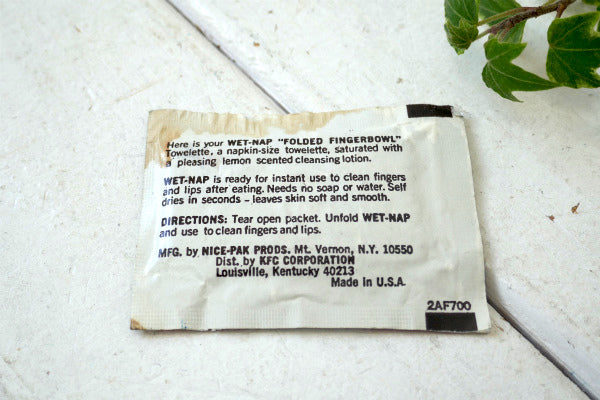 Here is your WET-NAP "FOLDED FINGERBOWL"
Towelette, a napkin-size towelette, saturated with
a pleasing lemon scented cleansing lotion.
WET-NAP is ready for instant use to clean fingers
and lips after eating. Needs no soap or water. Self
dries in seconds - leaves skin soft and smooth.
DIRECTIONS: Tear open packet. Unfold WET-NAP
and use to clean fingers and lips.
MFG. by NICE-PAK PRODS. Mt. Vernon, N.Y. 10550
Dist. by KFC CORPORATION
Louisville, Kentucky 40213
Made in U.S.A.
2AF700